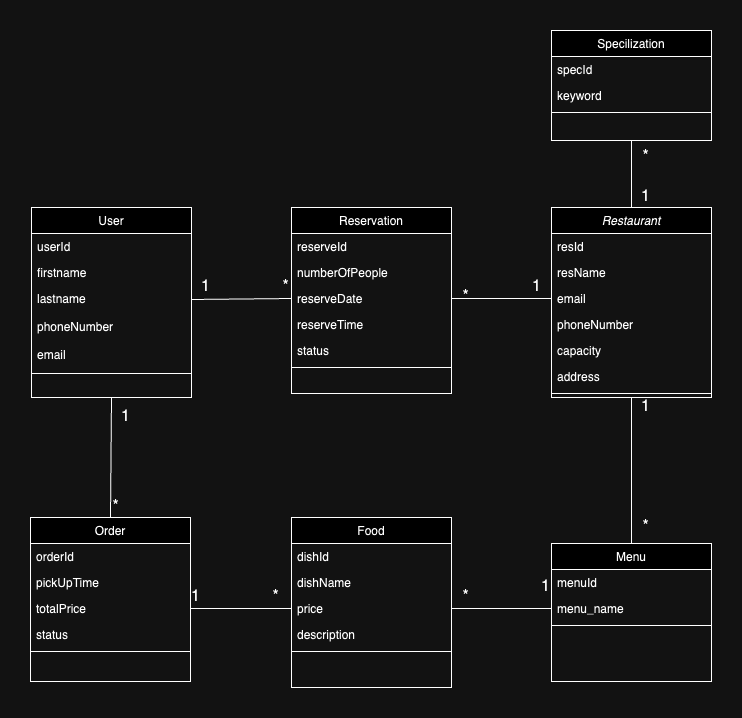 Specilization
specId
keyword
*
1
User
userId
firstname
lastname
phoneNumber
email
1
*
Reservation
reserveId
numberOfPeople
reserveDate
reserveTime
status
*
1
Restaurant
resId
resName
email
phoneNumber
capacity
address
1
*
1
*
Order
orderId
pickUpTime
totalPrice
status
1
*
Food
dishId
dishName
price
description
*
1
Menu
menuId
menu_name